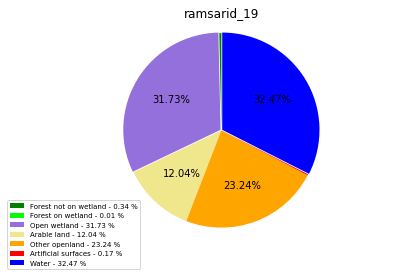 ramsarid_19
31.73%
32.47%
12.04%
23.24%
Forest not on wetland - 0.34 %
Forest on wetland - 0.01 %
Open wetland - 31.73 %
Arable land - 12.04 %
Other openland - 23.24 %
Artificial surfaces - 0.17 %
Water - 32.47 %